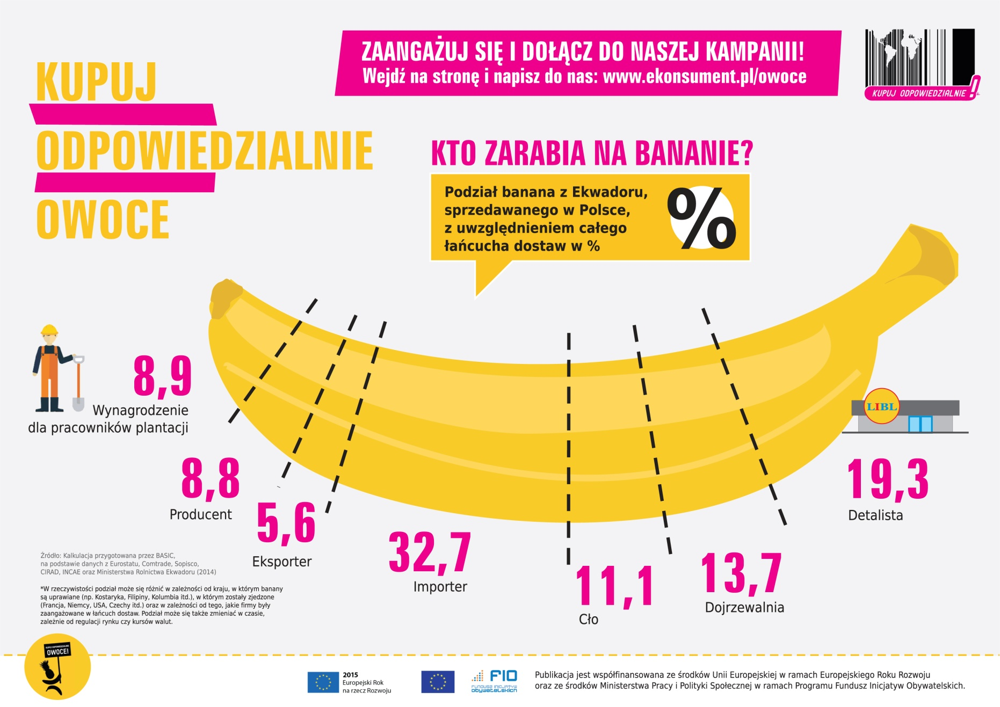 KUPUJ
ODPOWIEDZIALNIE
OWOCE
ZAANGAŻUJ SIĘ I DOŁĄCZ DO NASZEJ KAMPANII!
Wejdź na stronę i napisz do nas: www.ekonsument.pl/owoce
KUPUJ ODPOWIEDZIALNIE!
KTO ZARABIA NA BANANIE?
Podział banana z Ekwadoru,
sprzedawanego w Polsce,
z uwzględnieniem całego
łańcucha dostaw w %
%
8,9
Wynagrodzenie
dla pracowników plantacji
8,8
Producent
5,6
Eksporter
32,7
Importer
11,1
Cło
13,7
Dojrzewalnia
LIBL
19,3
Detalista
Źródło: Kalkulacja przygotowana przez BASIC,
na podstawie danych z Eurostatu, Comtrade, Sopisco,
CIRAD, INCAE oraz Ministerstwa Rolnictwa Ekwadoru (2014)
*W rzeczywistości podział może się różnić w zależności od kraju, w którym banany
są uprawiane (np. Kostaryka, Filipiny, Kolumbia itd.), w którym zostały zjedzone
(Francja, Niemcy, USA, Czechy itd.) oraz w zależności od tego, jakie firmy były
zaangażowane w łańcuch dostaw. Podział może się także zmieniać w czasie,
zależnie od regulacji rynku czy kursów walut.
KUPUJ ODPOWIEDZIALNIE
OWOCE!
2015
Europejski Rok
na rzecz Rozwoju
FIO
FUNDUSZ INICJATYW
OBYWATELSKICH
Publikacja jest współfinansowana ze środków Unii Europejskiej w ramach Europejskiego Roku Rozwoju
oraz ze środków Ministerstwa Pracy i Polityki Społecznej w ramach Programu Fundusz Inicjatyw Obywatelskich.